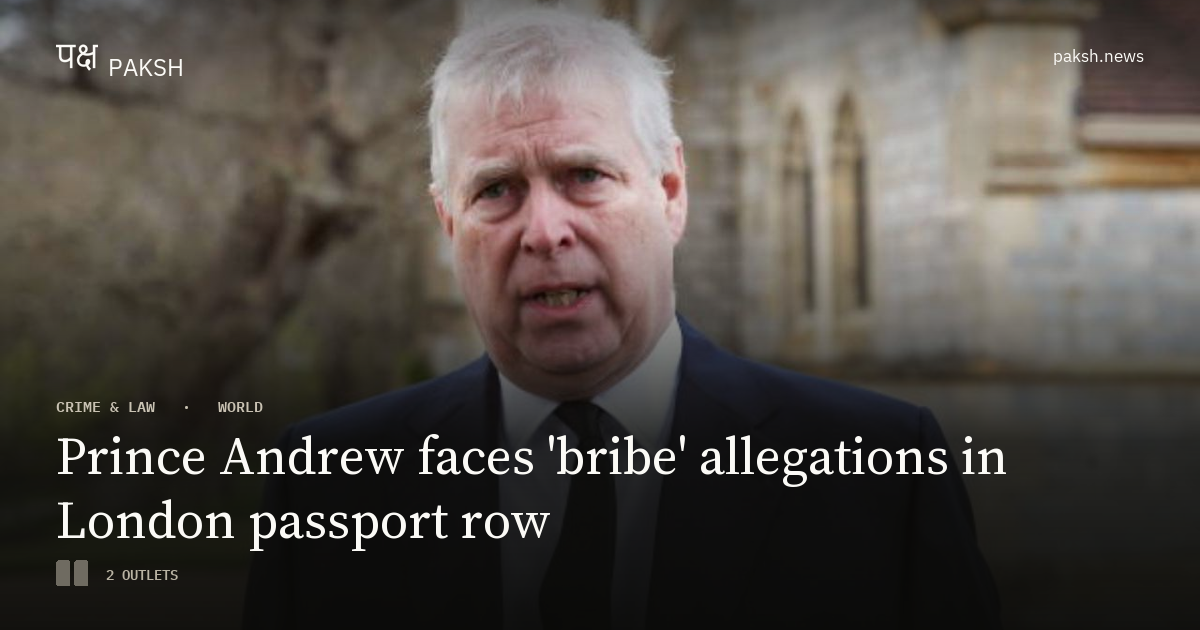 पक्ष PAKSH
paksh.news
CRIME & LAW · WORLD
Prince Andrew faces 'bribe' allegations in
London passport row
2 OUTLETS